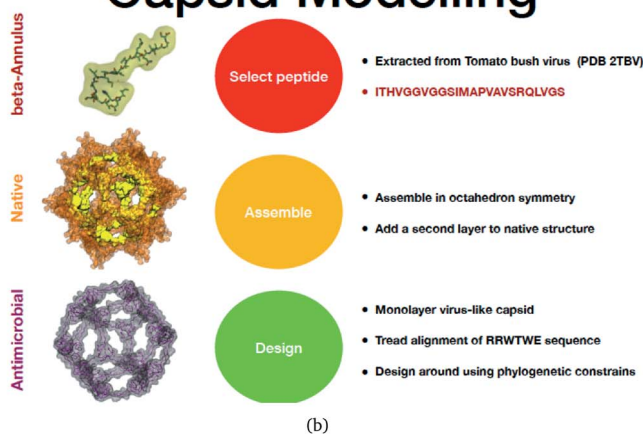 Capsid Modelling
beta-Annulus
Select peptide
• Extracted from Tomato bush virus (PDB 2TBV)
• ITHVGGVGGSIMAPVAVSRQLVGS
Native
Assemble
• Assemble in octahedron symmetry
• Add a second layer to native structure
Antimicrobial
Design
• Monolayer virus-like capsid
• Tread alignment of RRWTWE sequence
• Design around using phylogenetic constrains
(b)